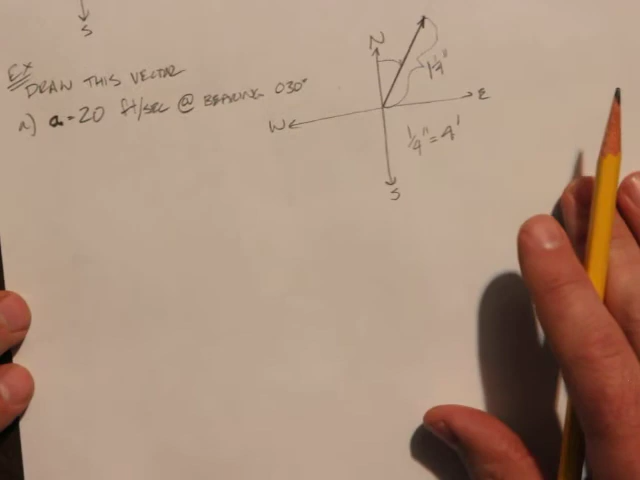 S
EX
DRAW THIS VECTOR
a) a = 20 ft/sec @ BEARING 030°
N
1 1/4"
E
W
1/4" = 4'
S